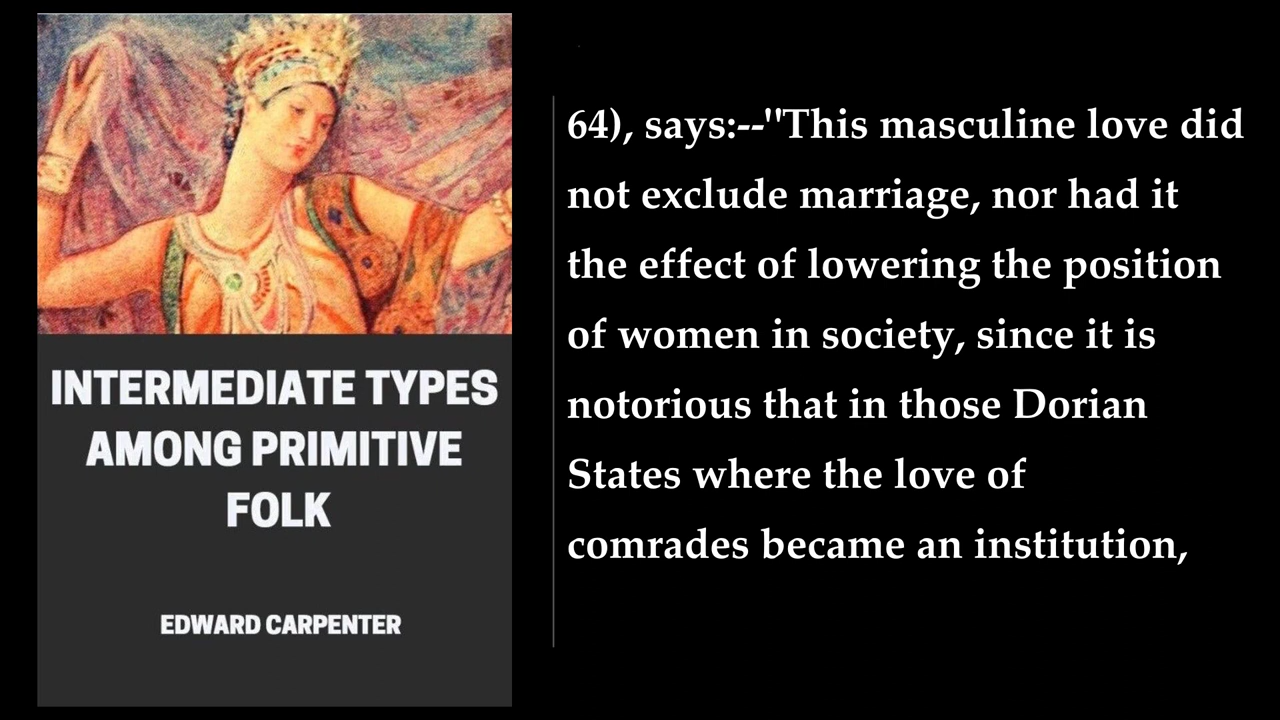 INTERMEDIATE TYPES
AMONG PRIMITIVE
FOLK
EDWARD CARPENTER
64), says:--"This masculine love did
not exclude marriage, nor had it
the effect of lowering the position
of women in society, since it is
notorious that in those Dorian
States where the love of
comrades became an institution,